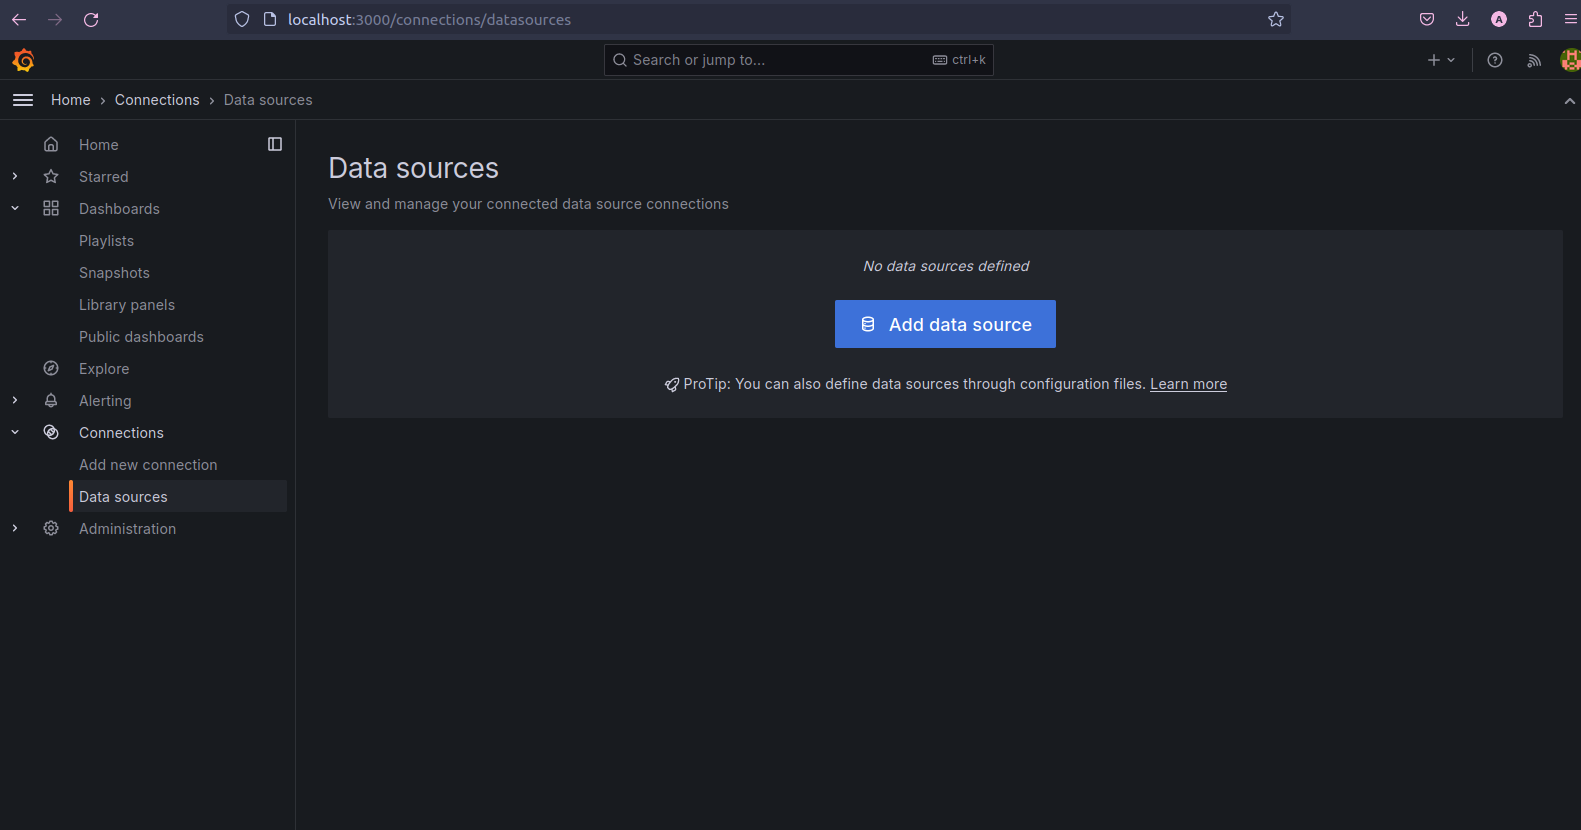 localhost:3000/connections/datasources
A
Search or jump to...
ctrl+k
Home › Connections › Data sources
Home
Starred
Dashboards
Playlists
Snapshots
Library panels
Public dashboards
Explore
Alerting
Connections
Add new connection
Data sources
Administration
Data sources
View and manage your connected data source connections
No data sources defined
Add data source
ProTip: You can also define data sources through configuration files. Learn more